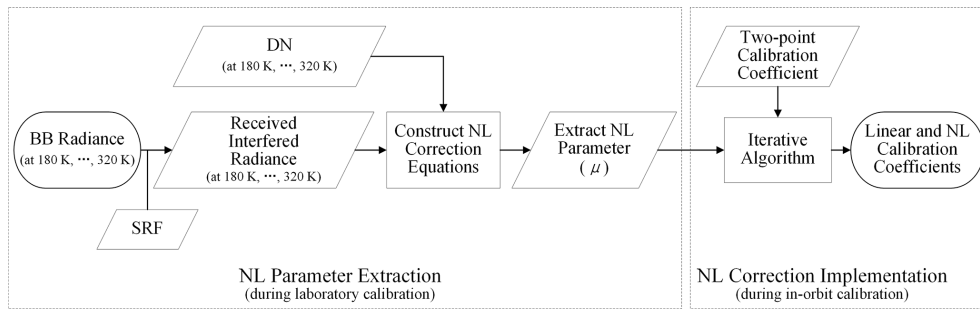 DN
(at 180 K, ⋯, 320 K)
BB Radiance
(at 180 K, ⋯, 320 K)
SRF
Received
Interfered
Radiance
(at 180 K, ⋯, 320 K)
Construct NL
Correction
Equations
Extract NL
Parameter
( μ )
NL Parameter Extraction
(during laboratory calibration)
Two-point
Calibration
Coefficient
Iterative
Algorithm
Linear and NL
Calibration
Coefficients
NL Correction Implementation
(during in-orbit calibration)